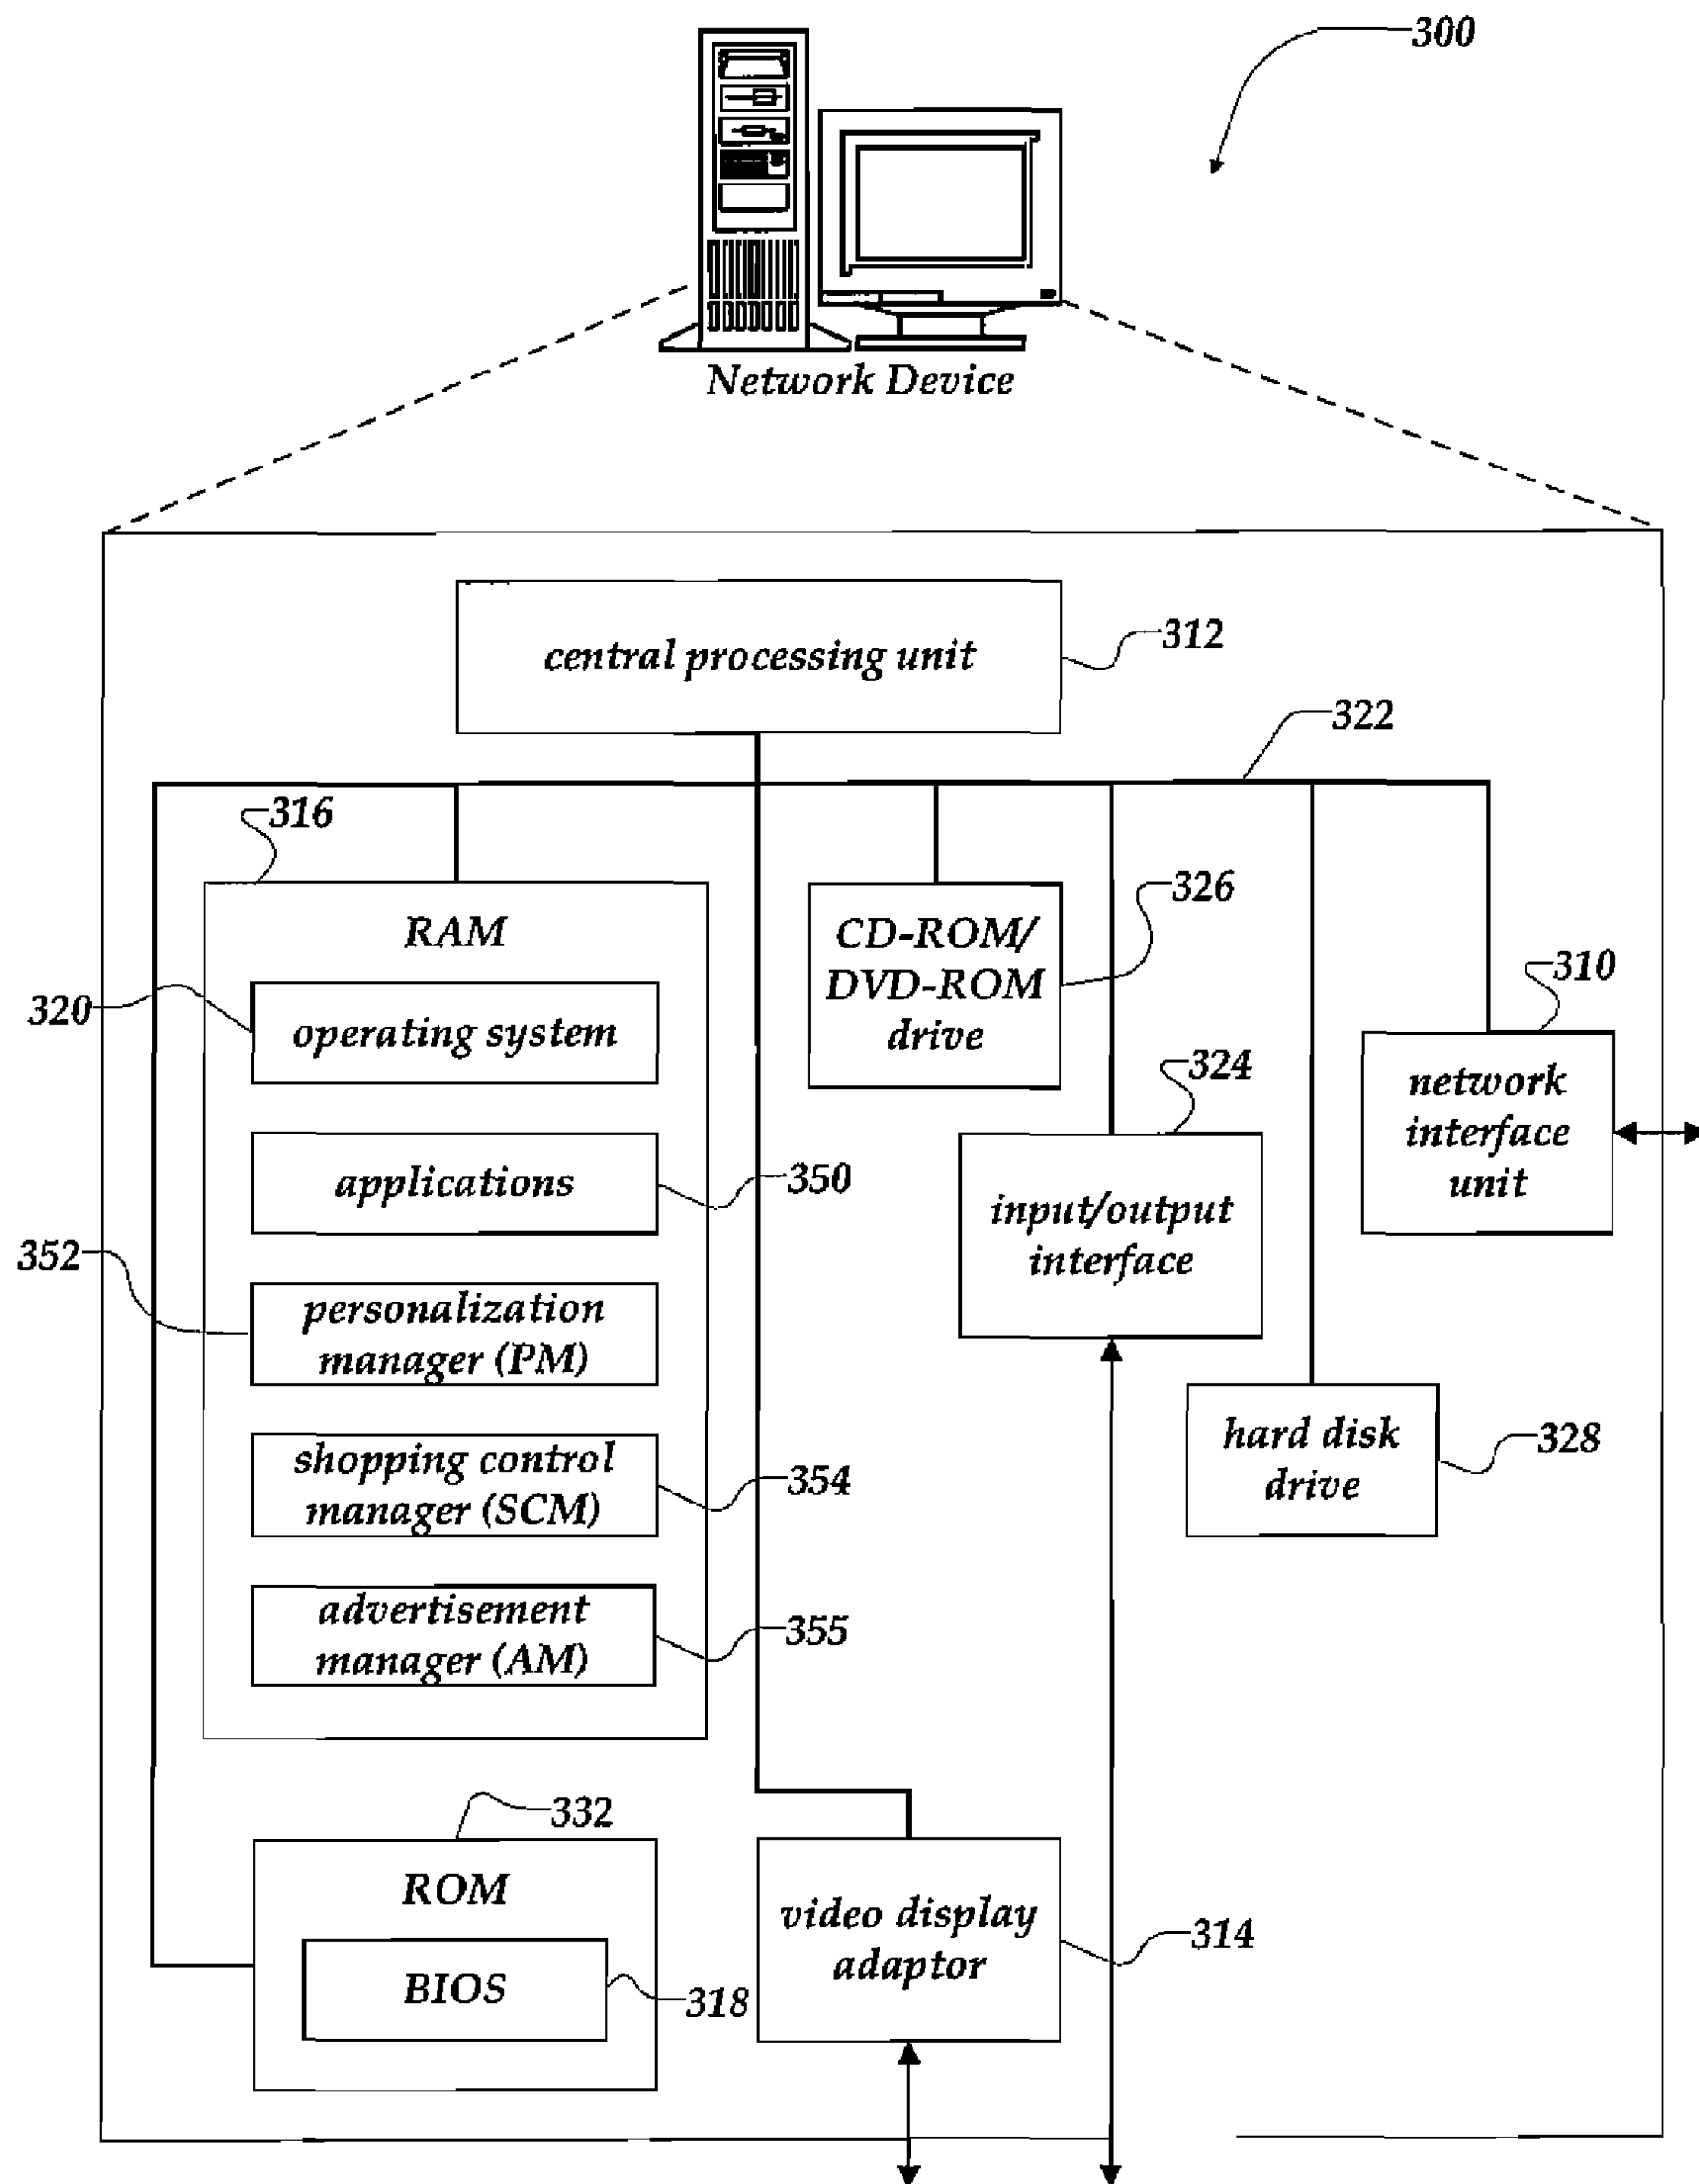 300
Network Device
central processing unit
312
322
316
RAM
CD-ROM/
DVD-ROM
drive
326
320
operating system
310
network
interface
unit
324
input/output
interface
applications
350
352
personalization
manager (PM)
hard disk
drive
328
shopping control
manager (SCM)
354
advertisement
manager (AM)
355
332
ROM
BIOS
318
video display
adaptor
314